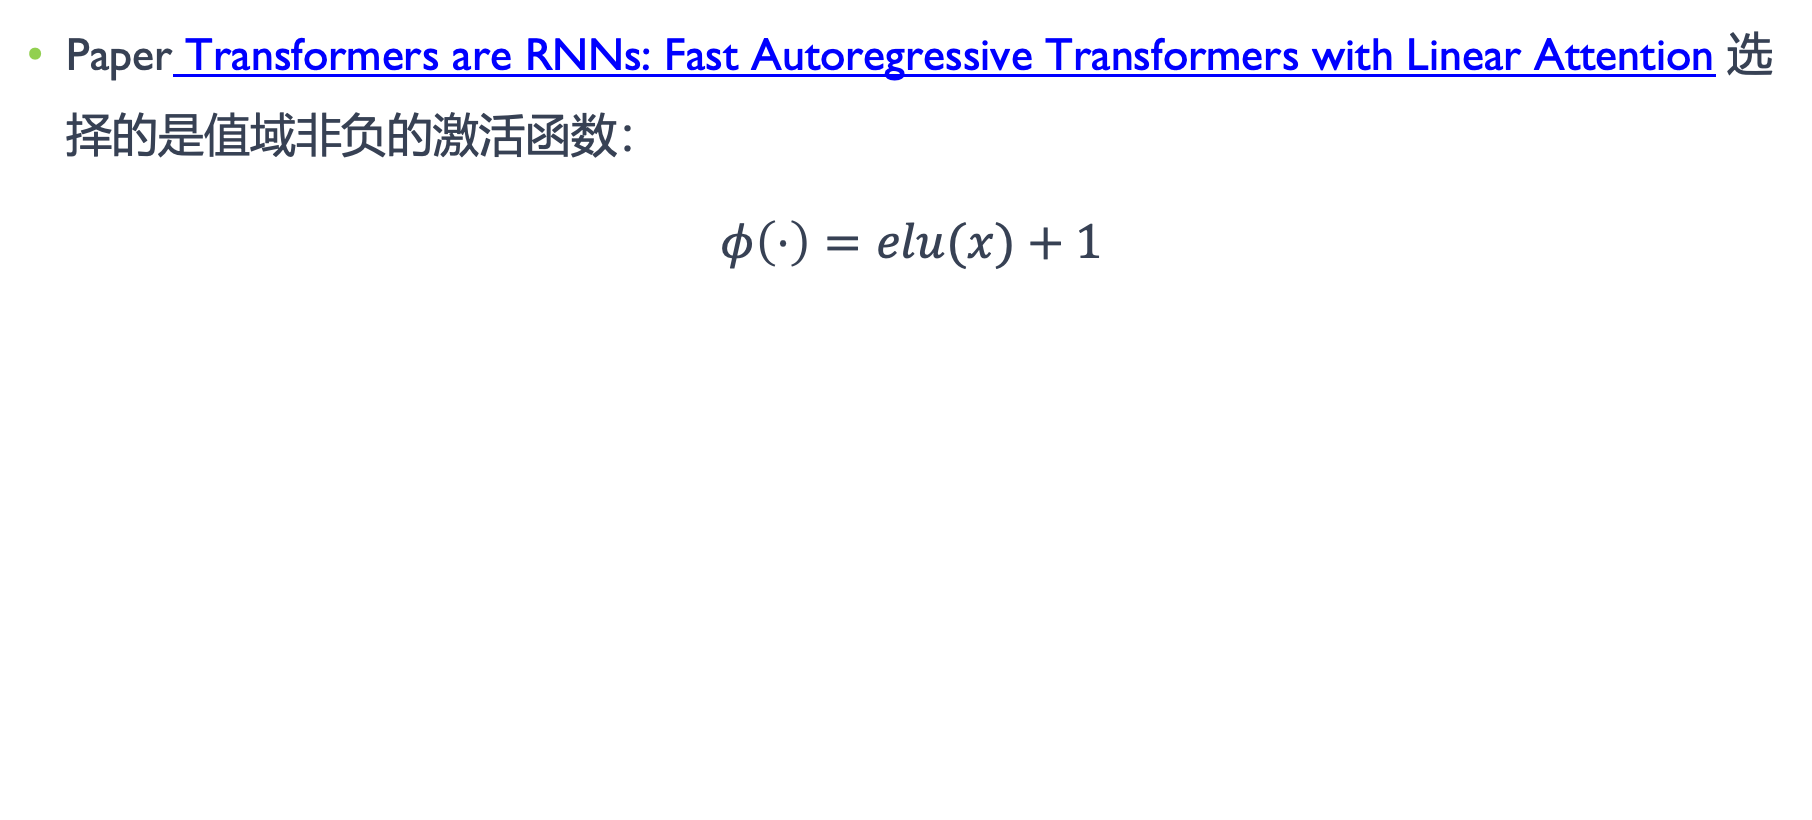 • Paper Transformers are RNNs: Fast Autoregressive Transformers with Linear Attention 选
择的是值域非负的激活函数：
𝜙(⋅) = 𝑒𝑙𝑢(𝑥) + 1